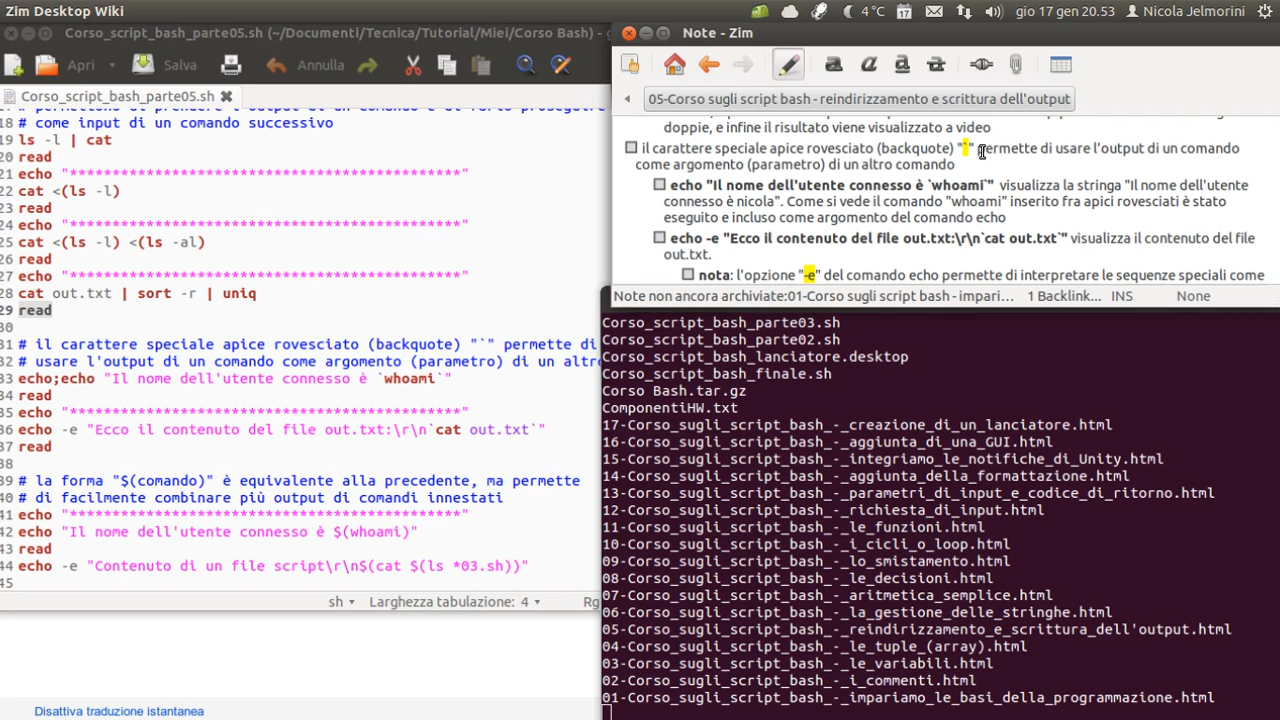 Zim Desktop Wiki
4 °C
17
gio 17 gen 20.53
Nicola Jelmorini
Corso_script_bash_parte05.sh (~/Documenti/Tecnica/Tutorial/Miei/Corso Bash) - g
Apri
Salva
Annulla
Corso_script_bash_parte05.sh
18 # come input di un comando successivo
19 ls -l | cat
20 read
21 echo "**********************************************"
22 cat <(ls -l)
23 read
24 echo "**********************************************"
25 cat <(ls -l) <(ls -al)
26 read
27 echo "**********************************************"
28 cat out.txt | sort -r | uniq
29 read
30
31 # il carattere speciale apice rovesciato (backquote) "`" permette di
32 # usare l'output di un comando come argomento (parametro) di un altro
33 echo;echo "Il nome dell'utente connesso è `whoami`"
34 read
35 echo "**********************************************"
36 echo -e "Ecco il contenuto del file out.txt:\r\n`cat out.txt`"
37 read
38
39 # la forma "$(comando)" è equivalente alla precedente, ma permette
40 # di facilmente combinare più output di comandi innestati
41 echo "**********************************************"
42 echo "Il nome dell'utente connesso è $(whoami)"
43 read
44 echo -e "Contenuto di un file script\r\n$(cat $(ls *03.sh))"
45
sh
Larghezza tabulazione: 4
Rg
Disattiva traduzione istantanea
Note - Zim
05-Corso sugli script bash - reindirizzamento e scrittura dell'output
doppie, e infine il risultato viene visualizzato a video
il carattere speciale apice rovesciato (backquote) "`" permette di usare l'output di un comando
come argomento (parametro) di un altro comando
echo "Il nome dell'utente connesso è `whoami`" visualizza la stringa "Il nome dell'utente
connesso è nicola". Come si vede il comando "whoami" inserito fra apici rovesciati è stato
eseguito e incluso come argomento del comando echo
echo -e "Ecco il contenuto del file out.txt:\r\n`cat out.txt`" visualizza il contenuto del file
out.txt.
nota: l'opzione "-e" del comando echo permette di interpretare le sequenze speciali come
Note non ancora archiviate:01-Corso sugli script bash - impari...
1 Backlink...
INS
None
Corso_script_bash_parte03.sh
Corso_script_bash_parte02.sh
Corso_script_bash_lanciatore.desktop
Corso_script_bash_finale.sh
Corso Bash.tar.gz
ComponentiHW.txt
17-Corso_sugli_script_bash_-_creazione_di_un_lanciatore.html
16-Corso_sugli_script_bash_-_aggiunta_di_una_GUI.html
15-Corso_sugli_script_bash_-_integriamo_le_notifiche_di_Unity.html
14-Corso_sugli_script_bash_-_aggiunta_della_formattazione.html
13-Corso_sugli_script_bash_-_parametri_di_input_e_codice_di_ritorno.html
12-Corso_sugli_script_bash_-_richiesta_di_input.html
11-Corso_sugli_script_bash_-_le_funzioni.html
10-Corso_sugli_script_bash_-_i_cicli_o_loop.html
09-Corso_sugli_script_bash_-_lo_smistamento.html
08-Corso_sugli_script_bash_-_le_decisioni.html
07-Corso_sugli_script_bash_-_aritmetica_semplice.html
06-Corso_sugli_script_bash_-_la_gestione_delle_stringhe.html
05-Corso_sugli_script_bash_-_reindirizzamento_e_scrittura_dell'output.html
04-Corso_sugli_script_bash_-_le_tuple_(array).html
03-Corso_sugli_script_bash_-_le_variabili.html
02-Corso_sugli_script_bash_-_i_commenti.html
01-Corso_sugli_script_bash_-_impariamo_le_basi_della_programmazione.html